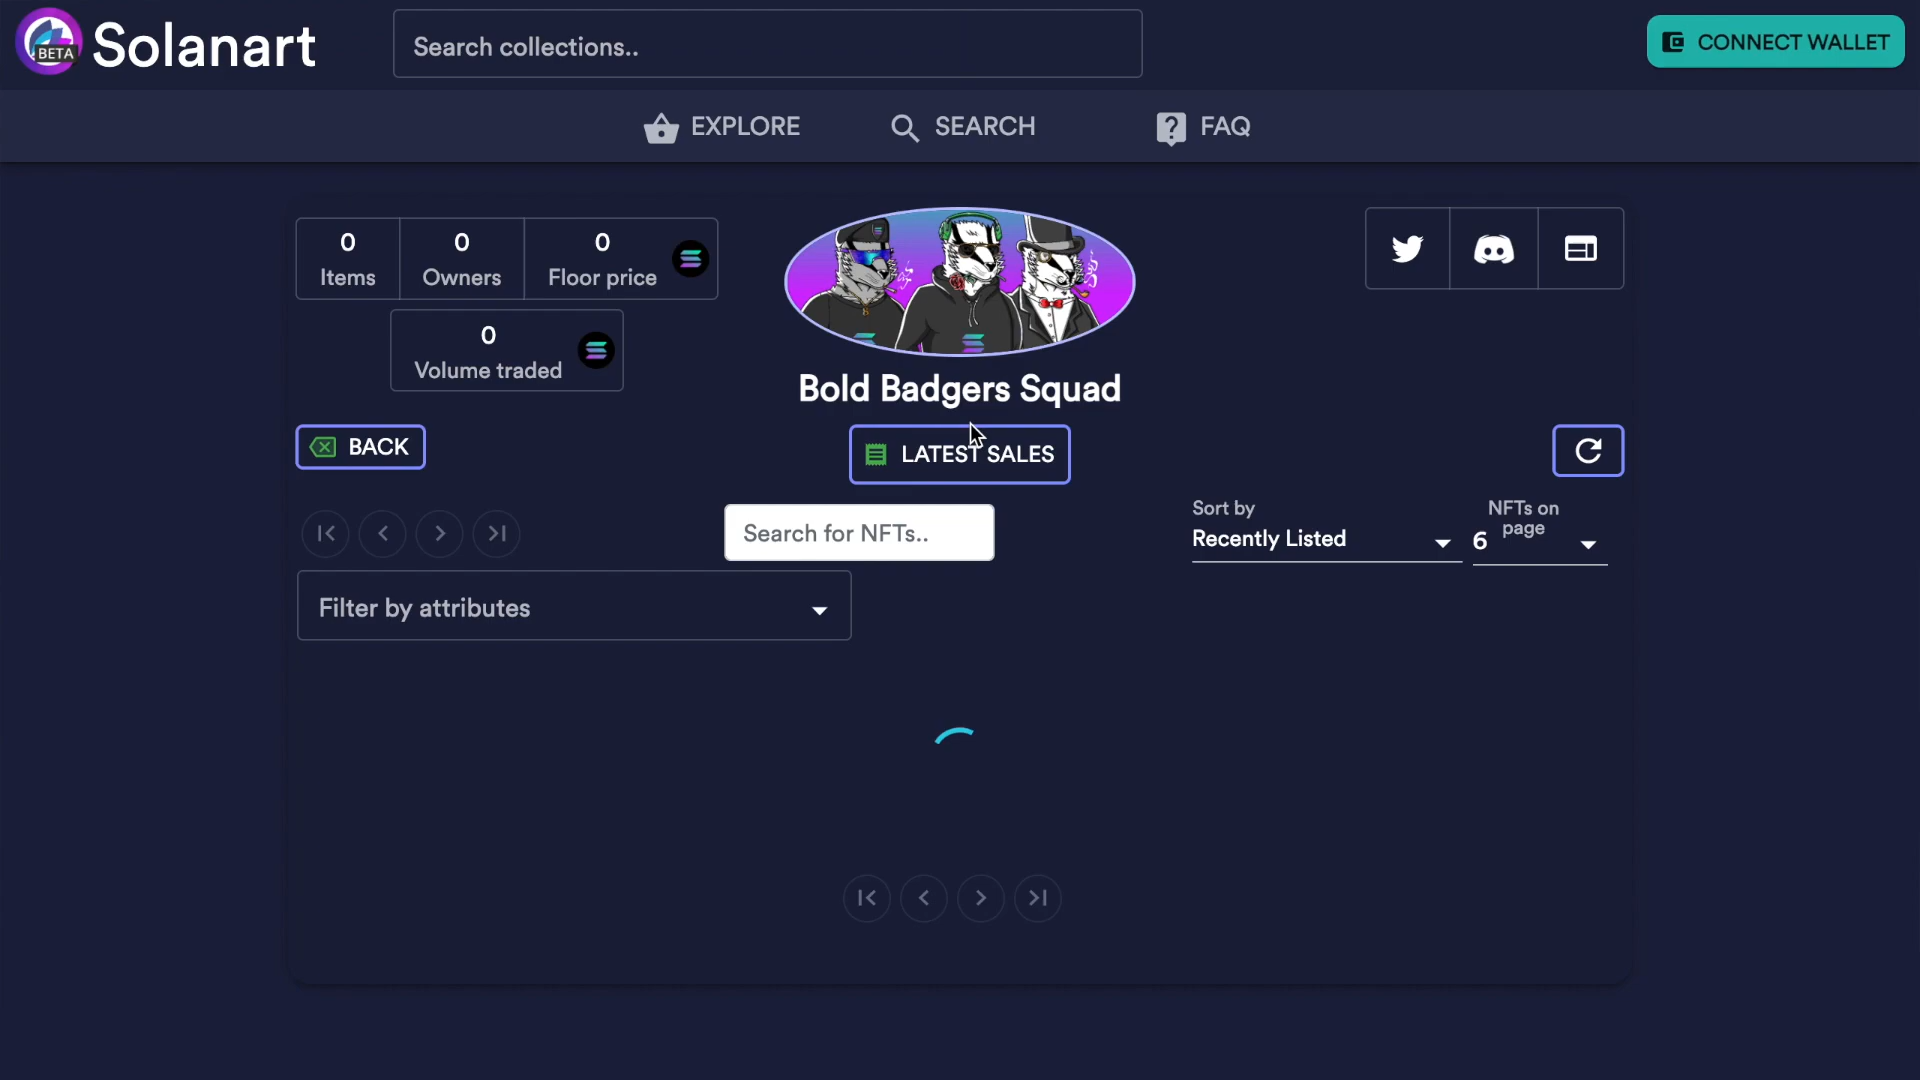 BETA
Solanart
Search collections..
CONNECT WALLET
EXPLORE
SEARCH
FAQ
0
Items
0
Owners
0
Floor price
0
Volume traded
Bold Badgers Squad
BACK
LATEST SALES
Search for NFTs..
Sort by
Recently Listed
NFTs on
page
6
Filter by attributes